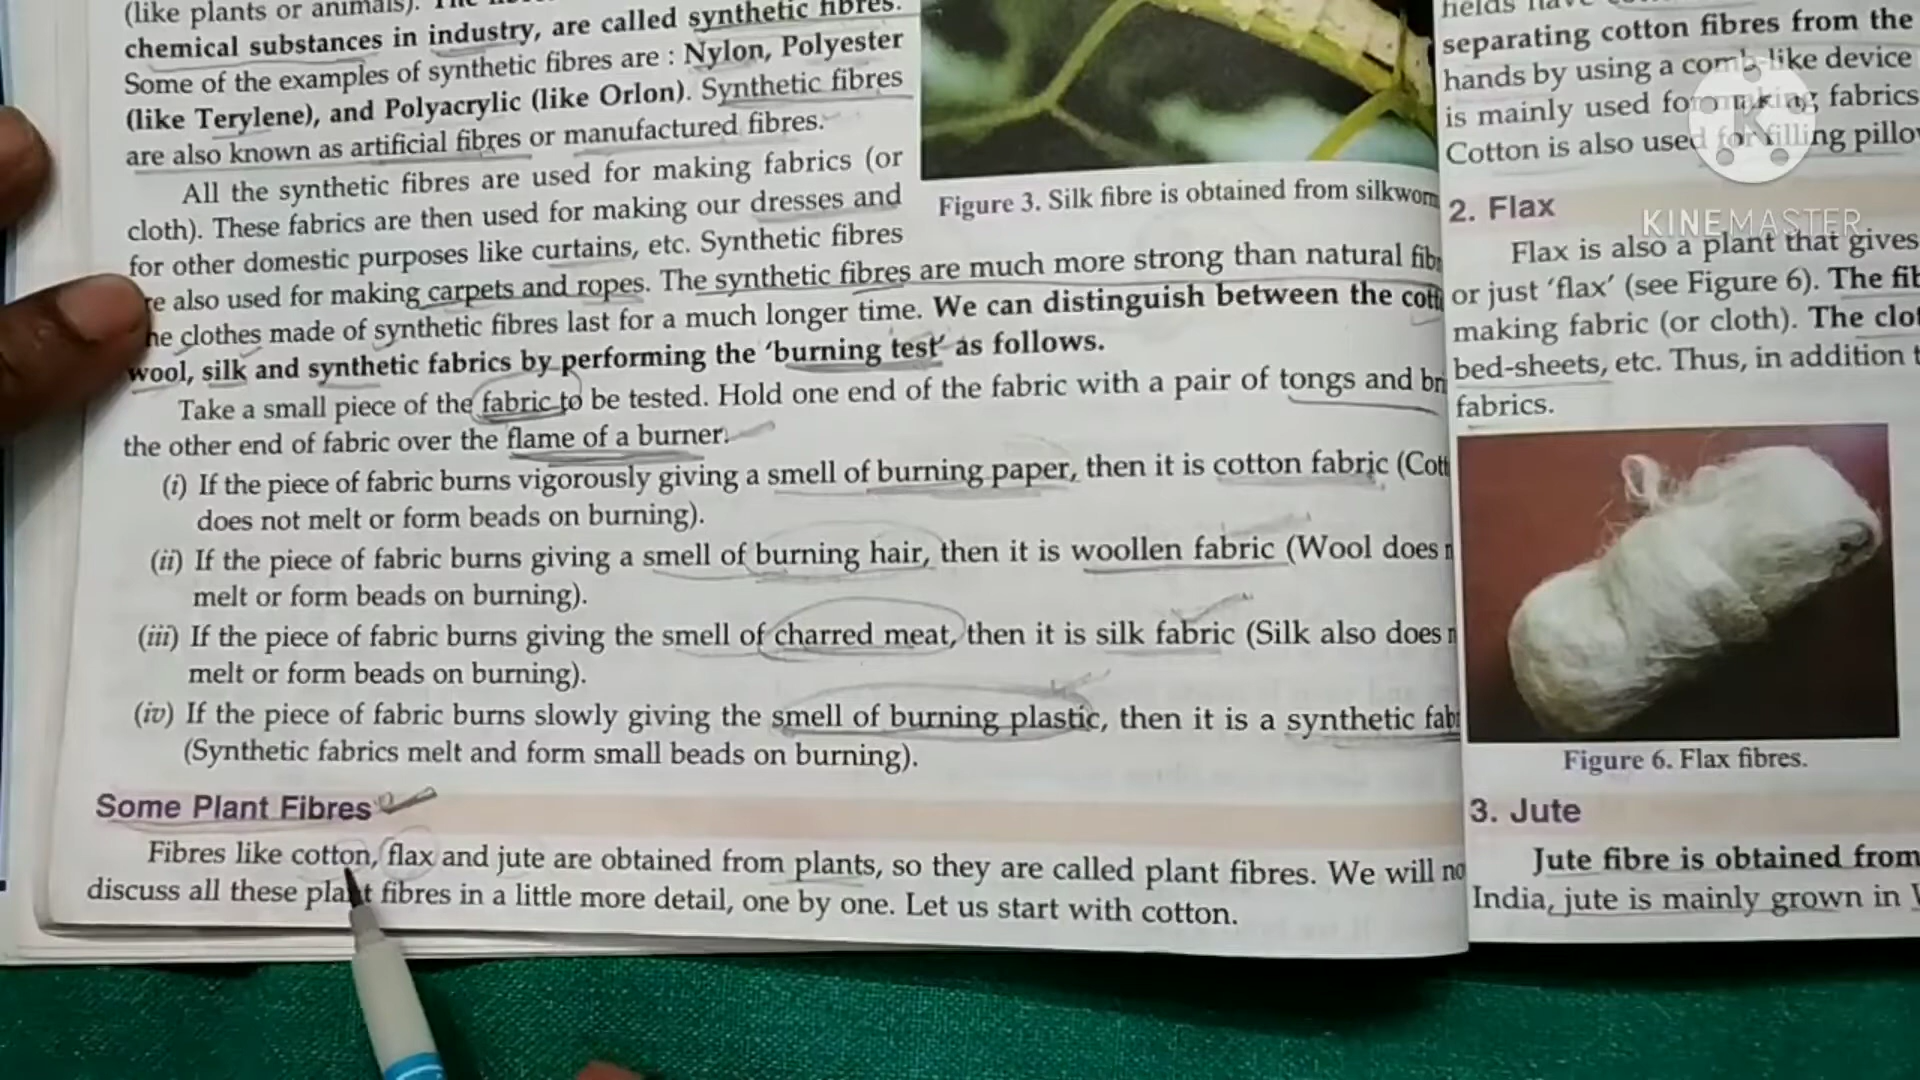 (like plants or animals). The
chemical substances in industry, are called synthetic fibres.
Some of the examples of synthetic fibres are : Nylon, Polyester
(like Terylene), and Polyacrylic (like Orlon). Synthetic fibres
are also known as artificial fibres or manufactured fibres.
All the synthetic fibres are used for making fabrics (or
cloth). These fabrics are then used for making our dresses and
for other domestic purposes like curtains, etc. Synthetic fibres
re also used for making carpets and ropes. The synthetic fibres are much more strong than natural fib
he clothes made of synthetic fibres last for a much longer time. We can distinguish between the cott
wool, silk and synthetic fabrics by performing the 'burning test' as follows.
Take a small piece of the fabric to be tested. Hold one end of the fabric with a pair of tongs and bri
the other end of fabric over the flame of a burner.
(i) If the piece of fabric burns vigorously giving a smell of burning paper, then it is cotton fabric (Cott
does not melt or form beads on burning).
(ii) If the piece of fabric burns giving a smell of burning hair, then it is woollen fabric (Wool does n
melt or form beads on burning).
(iii) If the piece of fabric burns giving the smell of charred meat, then it is silk fabric (Silk also does n
melt or form beads on burning).
(iv) If the piece of fabric burns slowly giving the smell of burning plastic, then it is a synthetic fab
(Synthetic fabrics melt and form small beads on burning).
Some Plant Fibres
Fibres like cotton, flax and jute are obtained from plants, so they are called plant fibres. We will no
discuss all these plant fibres in a little more detail, one by one. Let us start with cotton.
Figure 3. Silk fibre is obtained from silkworm
fields have
separating cotton fibres from the
hands by using a comb-like device
is mainly used for making fabrics
Cotton is also used for filling pillo
2. Flax
Flax is also a plant that gives
or just 'flax' (see Figure 6). The fib
making fabric (or cloth). The clot
bed-sheets, etc. Thus, in addition t
fabrics.
Figure 6. Flax fibres.
3. Jute
Jute fibre is obtained from
India, jute is mainly grown in
K
KINEMASTER